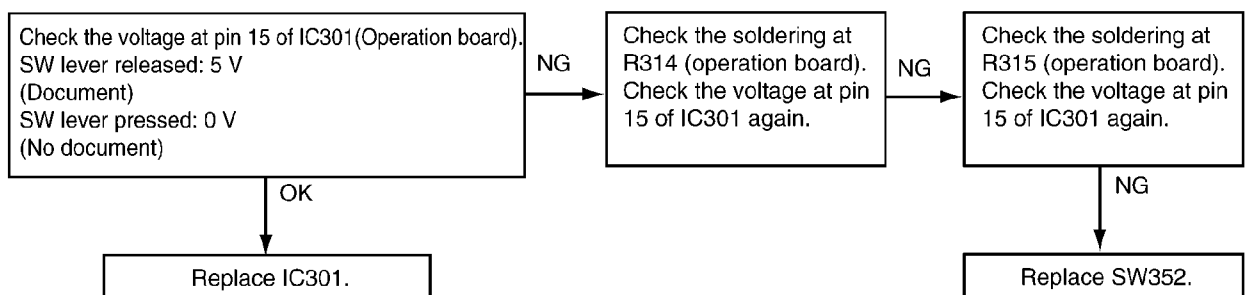 Check the voltage at pin 15 of IC301(Operation board).
SW lever released: 5 V
(Document)
SW lever pressed: 0 V
(No document)
NG
Check the soldering at
R314 (operation board).
Check the voltage at pin
15 of IC301 again.
NG
Check the soldering at
R315 (operation board).
Check the voltage at pin
15 of IC301 again.
OK
NG
Replace IC301.
Replace SW352.